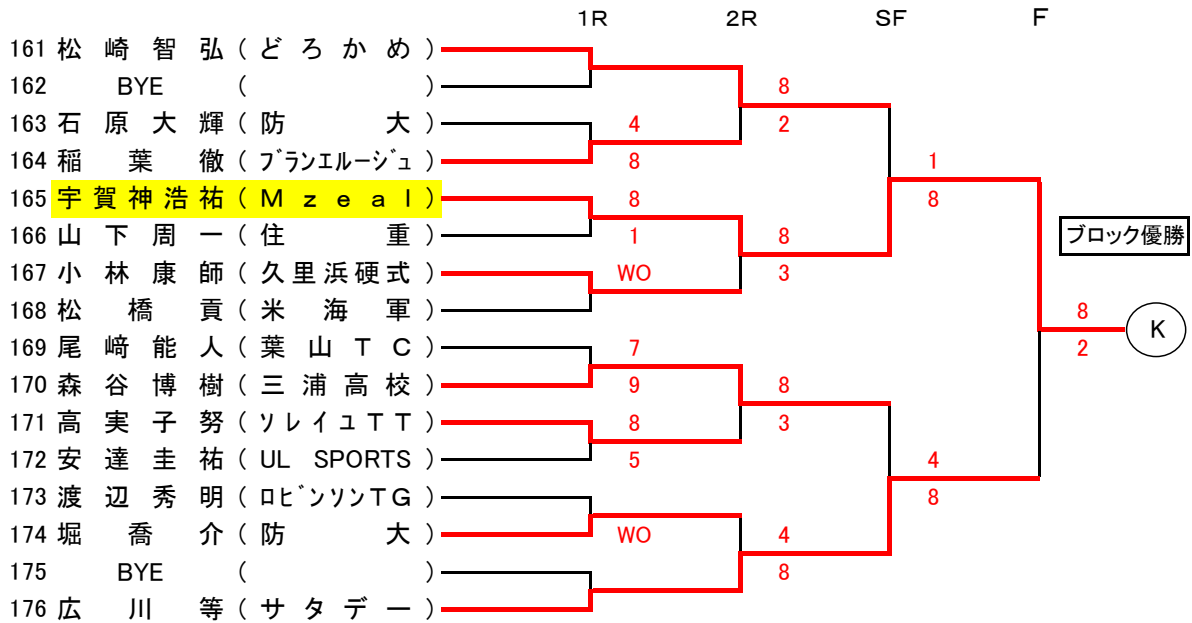 1R 2R SF F
161 松崎智弘(どろかめ)
162 BYE ( ) 8
163 石原大輝(防大) 4 2
164 稲葉徹(ブランエルージュ) 8 1
165 宇賀神浩祐(Mzeal) 8 8
166 山下周一(住重) 1 8 ブロック優勝
167 小林康師(久里浜硬式) WO 3
168 松橋貢(米海軍) 8
K
169 尾﨑能人(葉山TC) 7 2
170 森谷博樹(三浦高校) 9 8
171 高実子努(ソレイユTT) 8 3
172 安達圭祐(UL SPORTS) 5 4
173 渡辺秀明(ロビンソンTG) 8
174 堀喬介(防大) WO 4
175 BYE ( ) 8
176 広川等(サタデー)